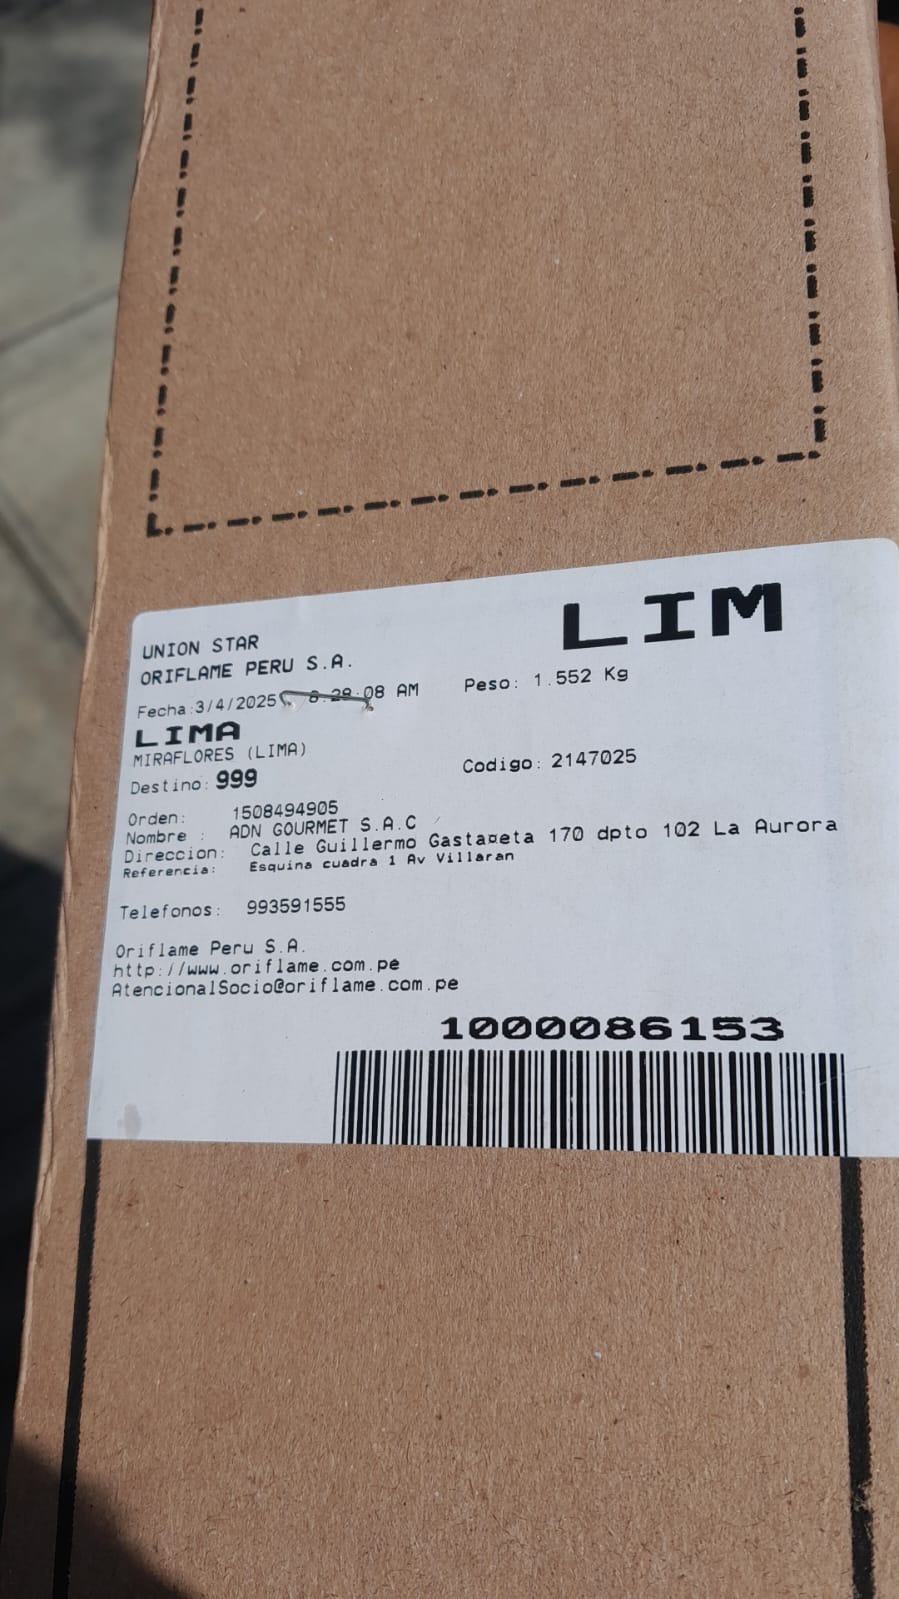 LIM
UNION STAR
ORIFLAME PERU S.A.
Fecha:3/4/2025 8:28:08 AM Peso: 1.552 Kg
LIMA
MIRAFLORES (LIMA)
Destino: 999 Codigo: 2147025
Orden: 1508494905
Nombre : ADN GOURMET S.A.C
Direccion: Calle Guillermo 170 dpto 102 La Aurora
Referencia: Esquina cuadra 1 Av Villaran
Telefonos: 993591555
Oriflame Peru S.A.
http://www.oriflame.com.pe
AtencionalSocio@oriflame.com.pe
1000086153